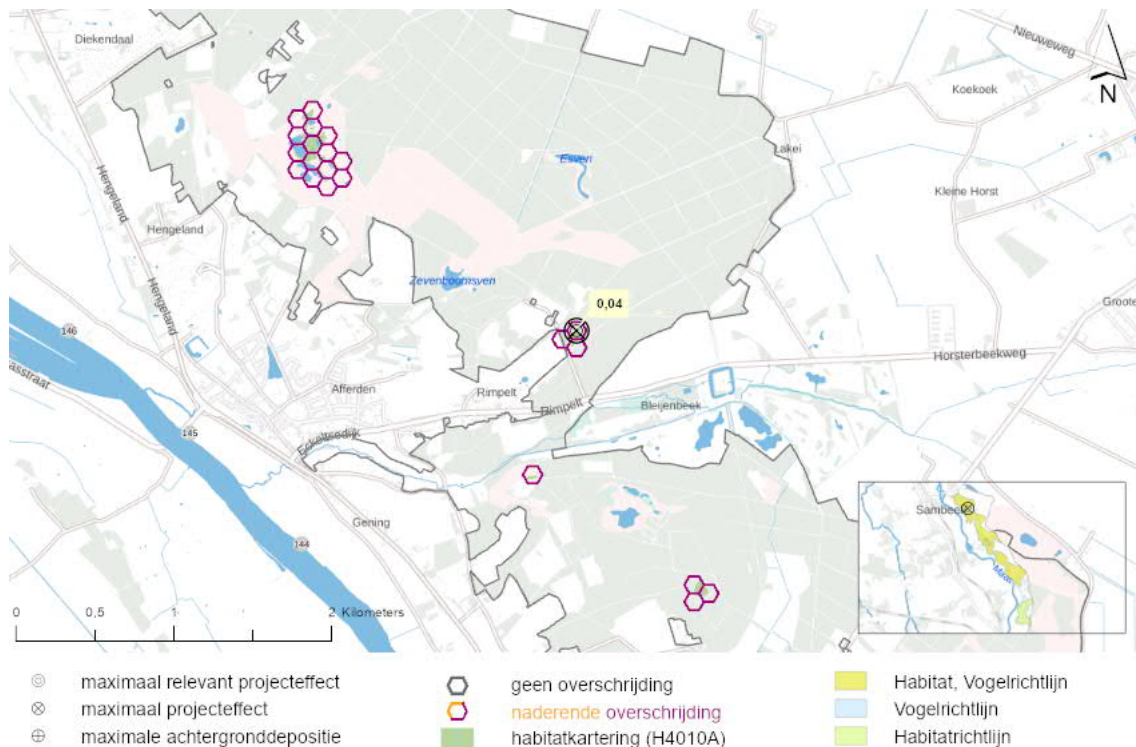 Diekendaal
Nieuweweg
Koekoek
N
Lakei
Esven
Kleine Horst
Hengeland
Hengeland
Zevenboomsven
0,04
Hengeland
Groote
146
Horsterbeekweg
Afferden
Rimpelt
Rimpelt
Bleijenbeek
145
Eckeltsedijk
Sambeek
Gening
144
Maas
0 0,5 1 2 Kilometers
maximaal relevant projecteffect
maximaal projecteffect
maximale achtergronddepositie
geen overschrijding
naderende overschrijding
habitatkartering (H4010A)
Habitat, Vogelrichtlijn
Vogelrichtlijn
Habitatrichtlijn